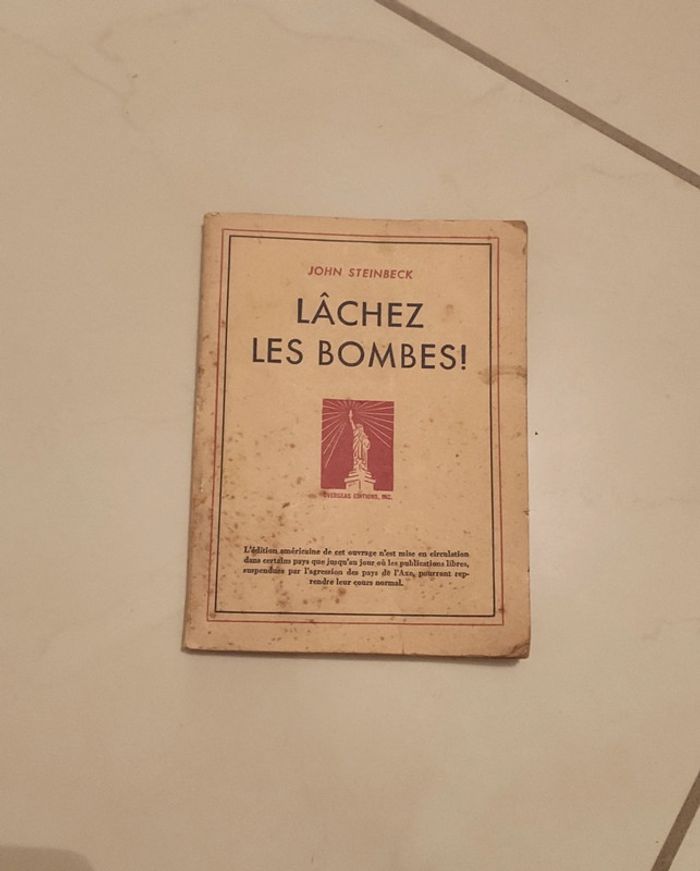 JOHN STEINBECK
LÂCHEZ
LES BOMBES!
OVERSEAS EDITIONS, INC.
L'édition américaine de cet ouvrage n'est mise en circulation
dans certains pays que jusqu'au jour où les publications libres,
suspendues par l'agression des pays de l'Axe, pourront rep-
rendre leur cours normal.